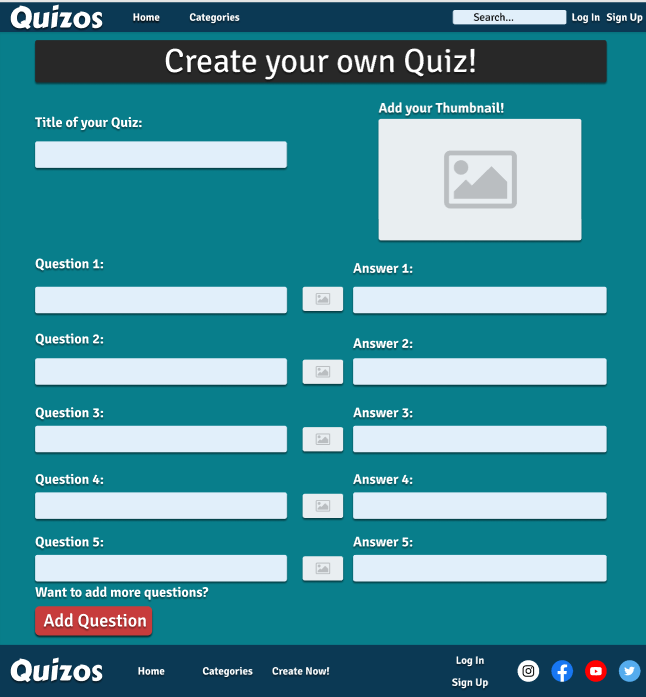 Quizos Home Categories Search... Log In Sign Up
Create your own Quiz!
Add your Thumbnail!
Title of your Quiz:
Question 1: Answer 1:
Question 2: Answer 2:
Question 3: Answer 3:
Question 4: Answer 4:
Question 5: Answer 5:
Want to add more questions?
Add Question
Quizos Home Categories Create Now! Log In
Sign Up